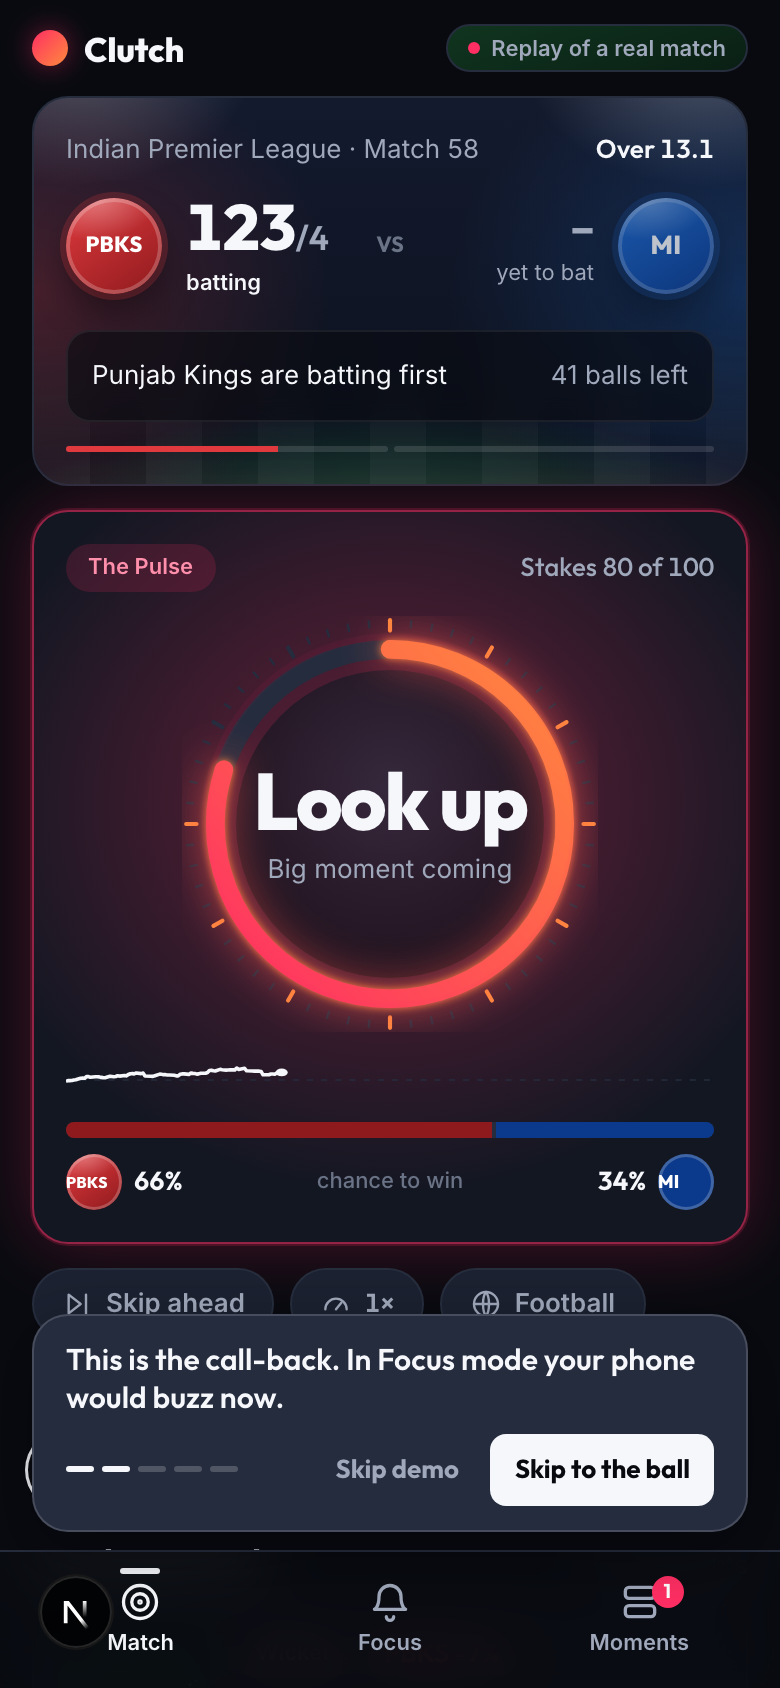 Clutch
Replay of a real match
Indian Premier League · Match 58
Over 13.1
PBKS
123/4
batting
VS
–
yet to bat
MI
Punjab Kings are batting first
41 balls left
The Pulse
Stakes 80 of 100
Look up
Big moment coming
PBKS
66%
chance to win
34%
MI
Skip ahead
1×
Football
This is the call-back. In Focus mode your phone
would buzz now.
Skip demo
Skip to the ball
N
Match
Focus
Moments
1